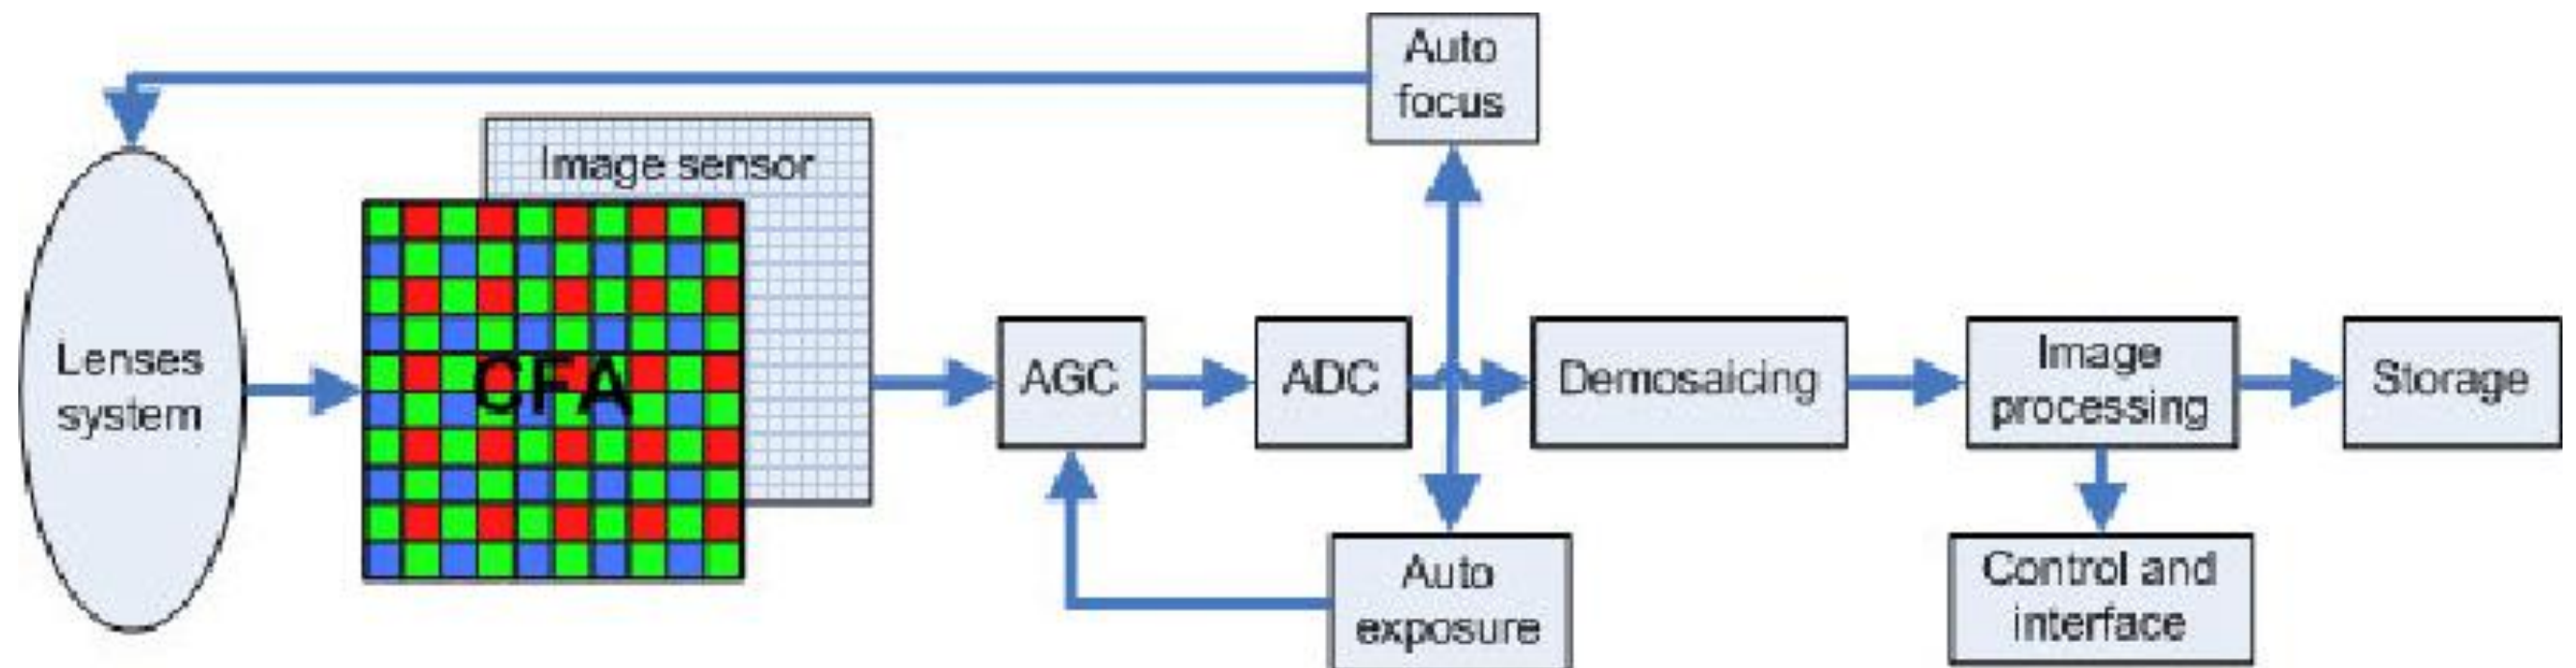 Auto
focus
Image sensor
Lenses
system
CFA
AGC
ADC
Demosaicing
Image
processing
Storage
Auto
exposure
Control and
interface